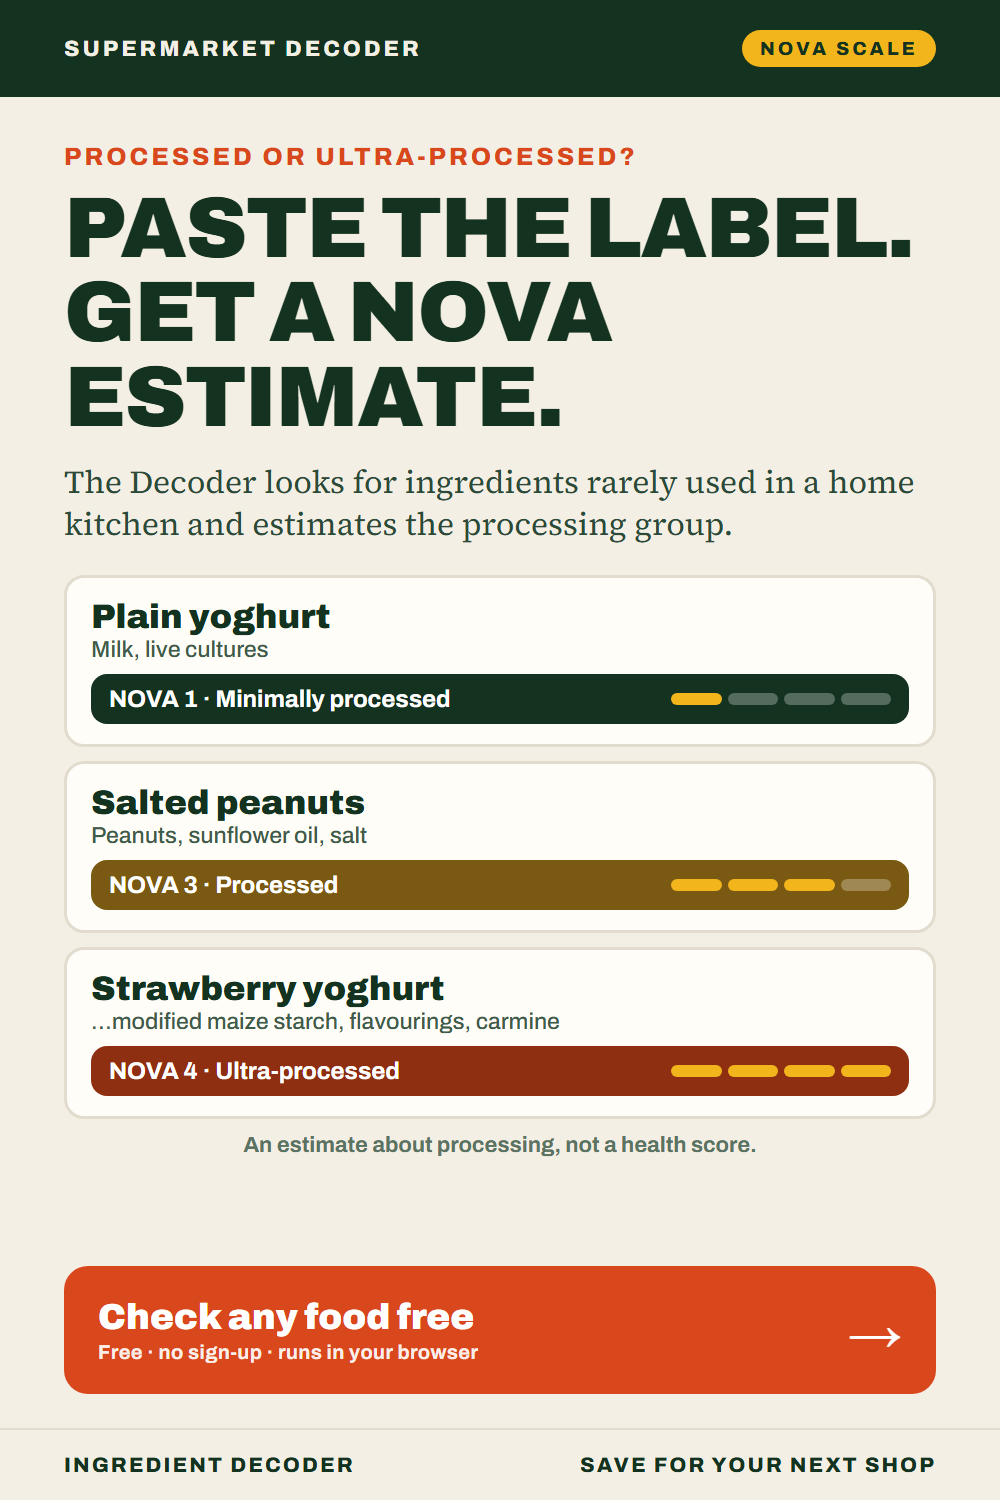 SUPERMARKET DECODER
NOVA SCALE
PROCESSED OR ULTRA-PROCESSED?
PASTE THE LABEL.
GET A NOVA
ESTIMATE.
The Decoder looks for ingredients rarely used in a home
kitchen and estimates the processing group.
Plain yoghurt
Milk, live cultures
NOVA 1 · Minimally processed
Salted peanuts
Peanuts, sunflower oil, salt
NOVA 3 · Processed
Strawberry yoghurt
...modified maize starch, flavourings, carmine
NOVA 4 · Ultra-processed
An estimate about processing, not a health score.
Check any food free
Free · no sign-up · runs in your browser
→
INGREDIENT DECODER
SAVE FOR YOUR NEXT SHOP